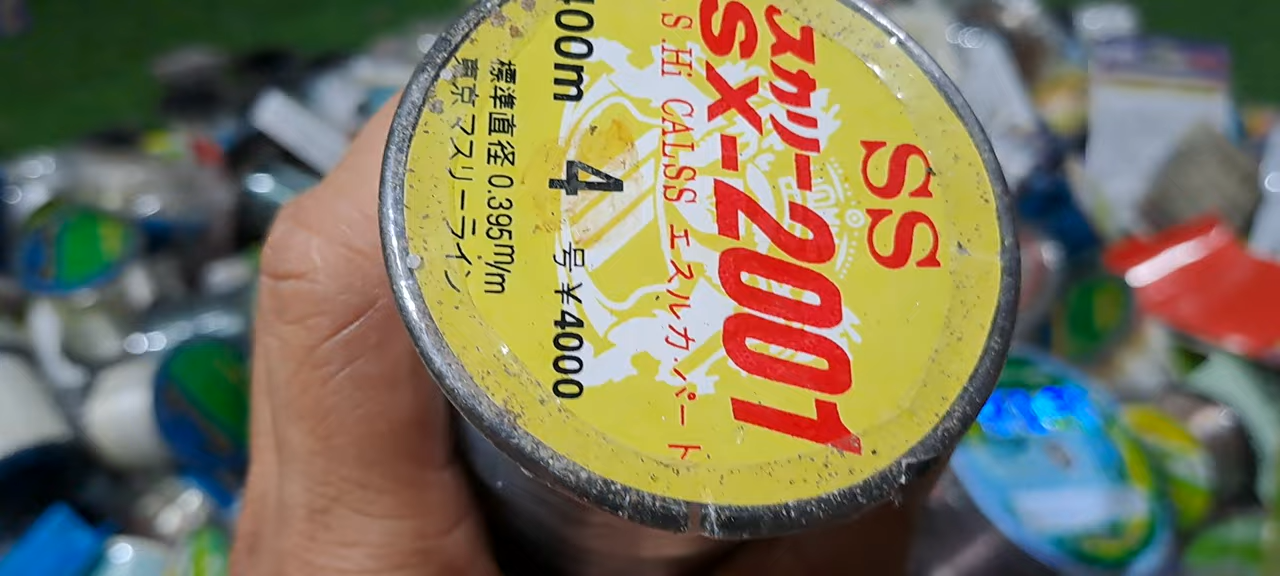 SS
スカリー
SX-2001
S.Hi CALSS エスルカ.パート
400m 4 号¥4000
標準直径 0.395m/m
東京マスリーライン